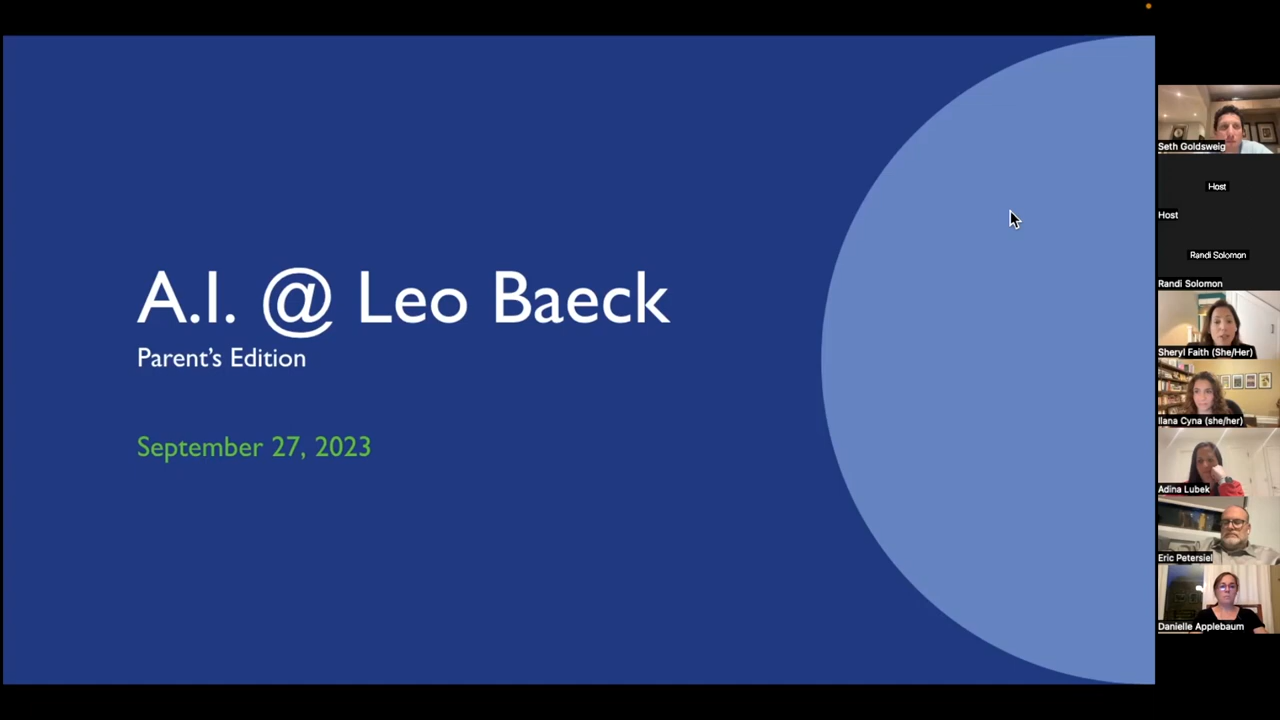 A.I. @ Leo Baeck
Parent's Edition
September 27, 2023
Seth Goldsweig
Host
Host
Randi Solomon
Randi Solomon
Sheryl Faith (She/Her)
Ilana Cyna (she/her)
Adina Lubek
Eric Petersiel
Danielle Applebaum